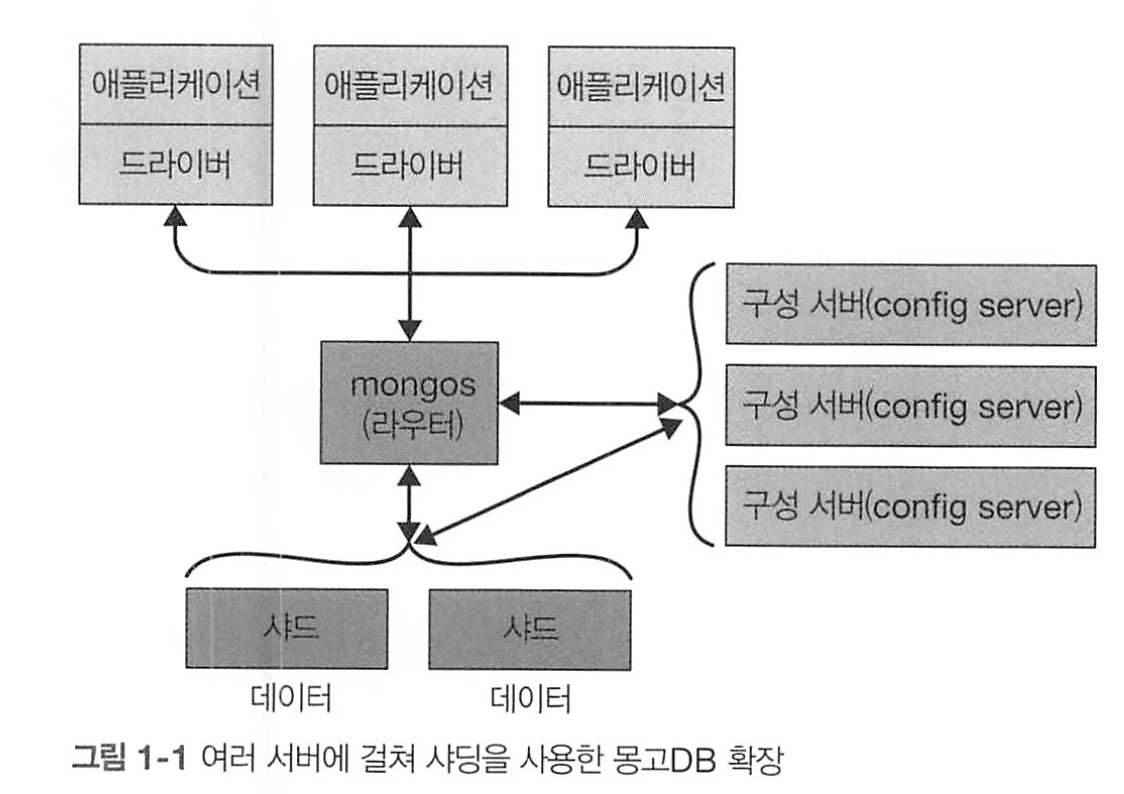 애플리케이션 애플리케이션 애플리케이션
드라이버 드라이버 드라이버
구성 서버(config server)
mongos
(라우터)
구성 서버(config server)
구성 서버(config server)
샤드 샤드
데이터 데이터
그림 1-1 여러 서버에 걸쳐 샤딩을 사용한 몽고DB 확장